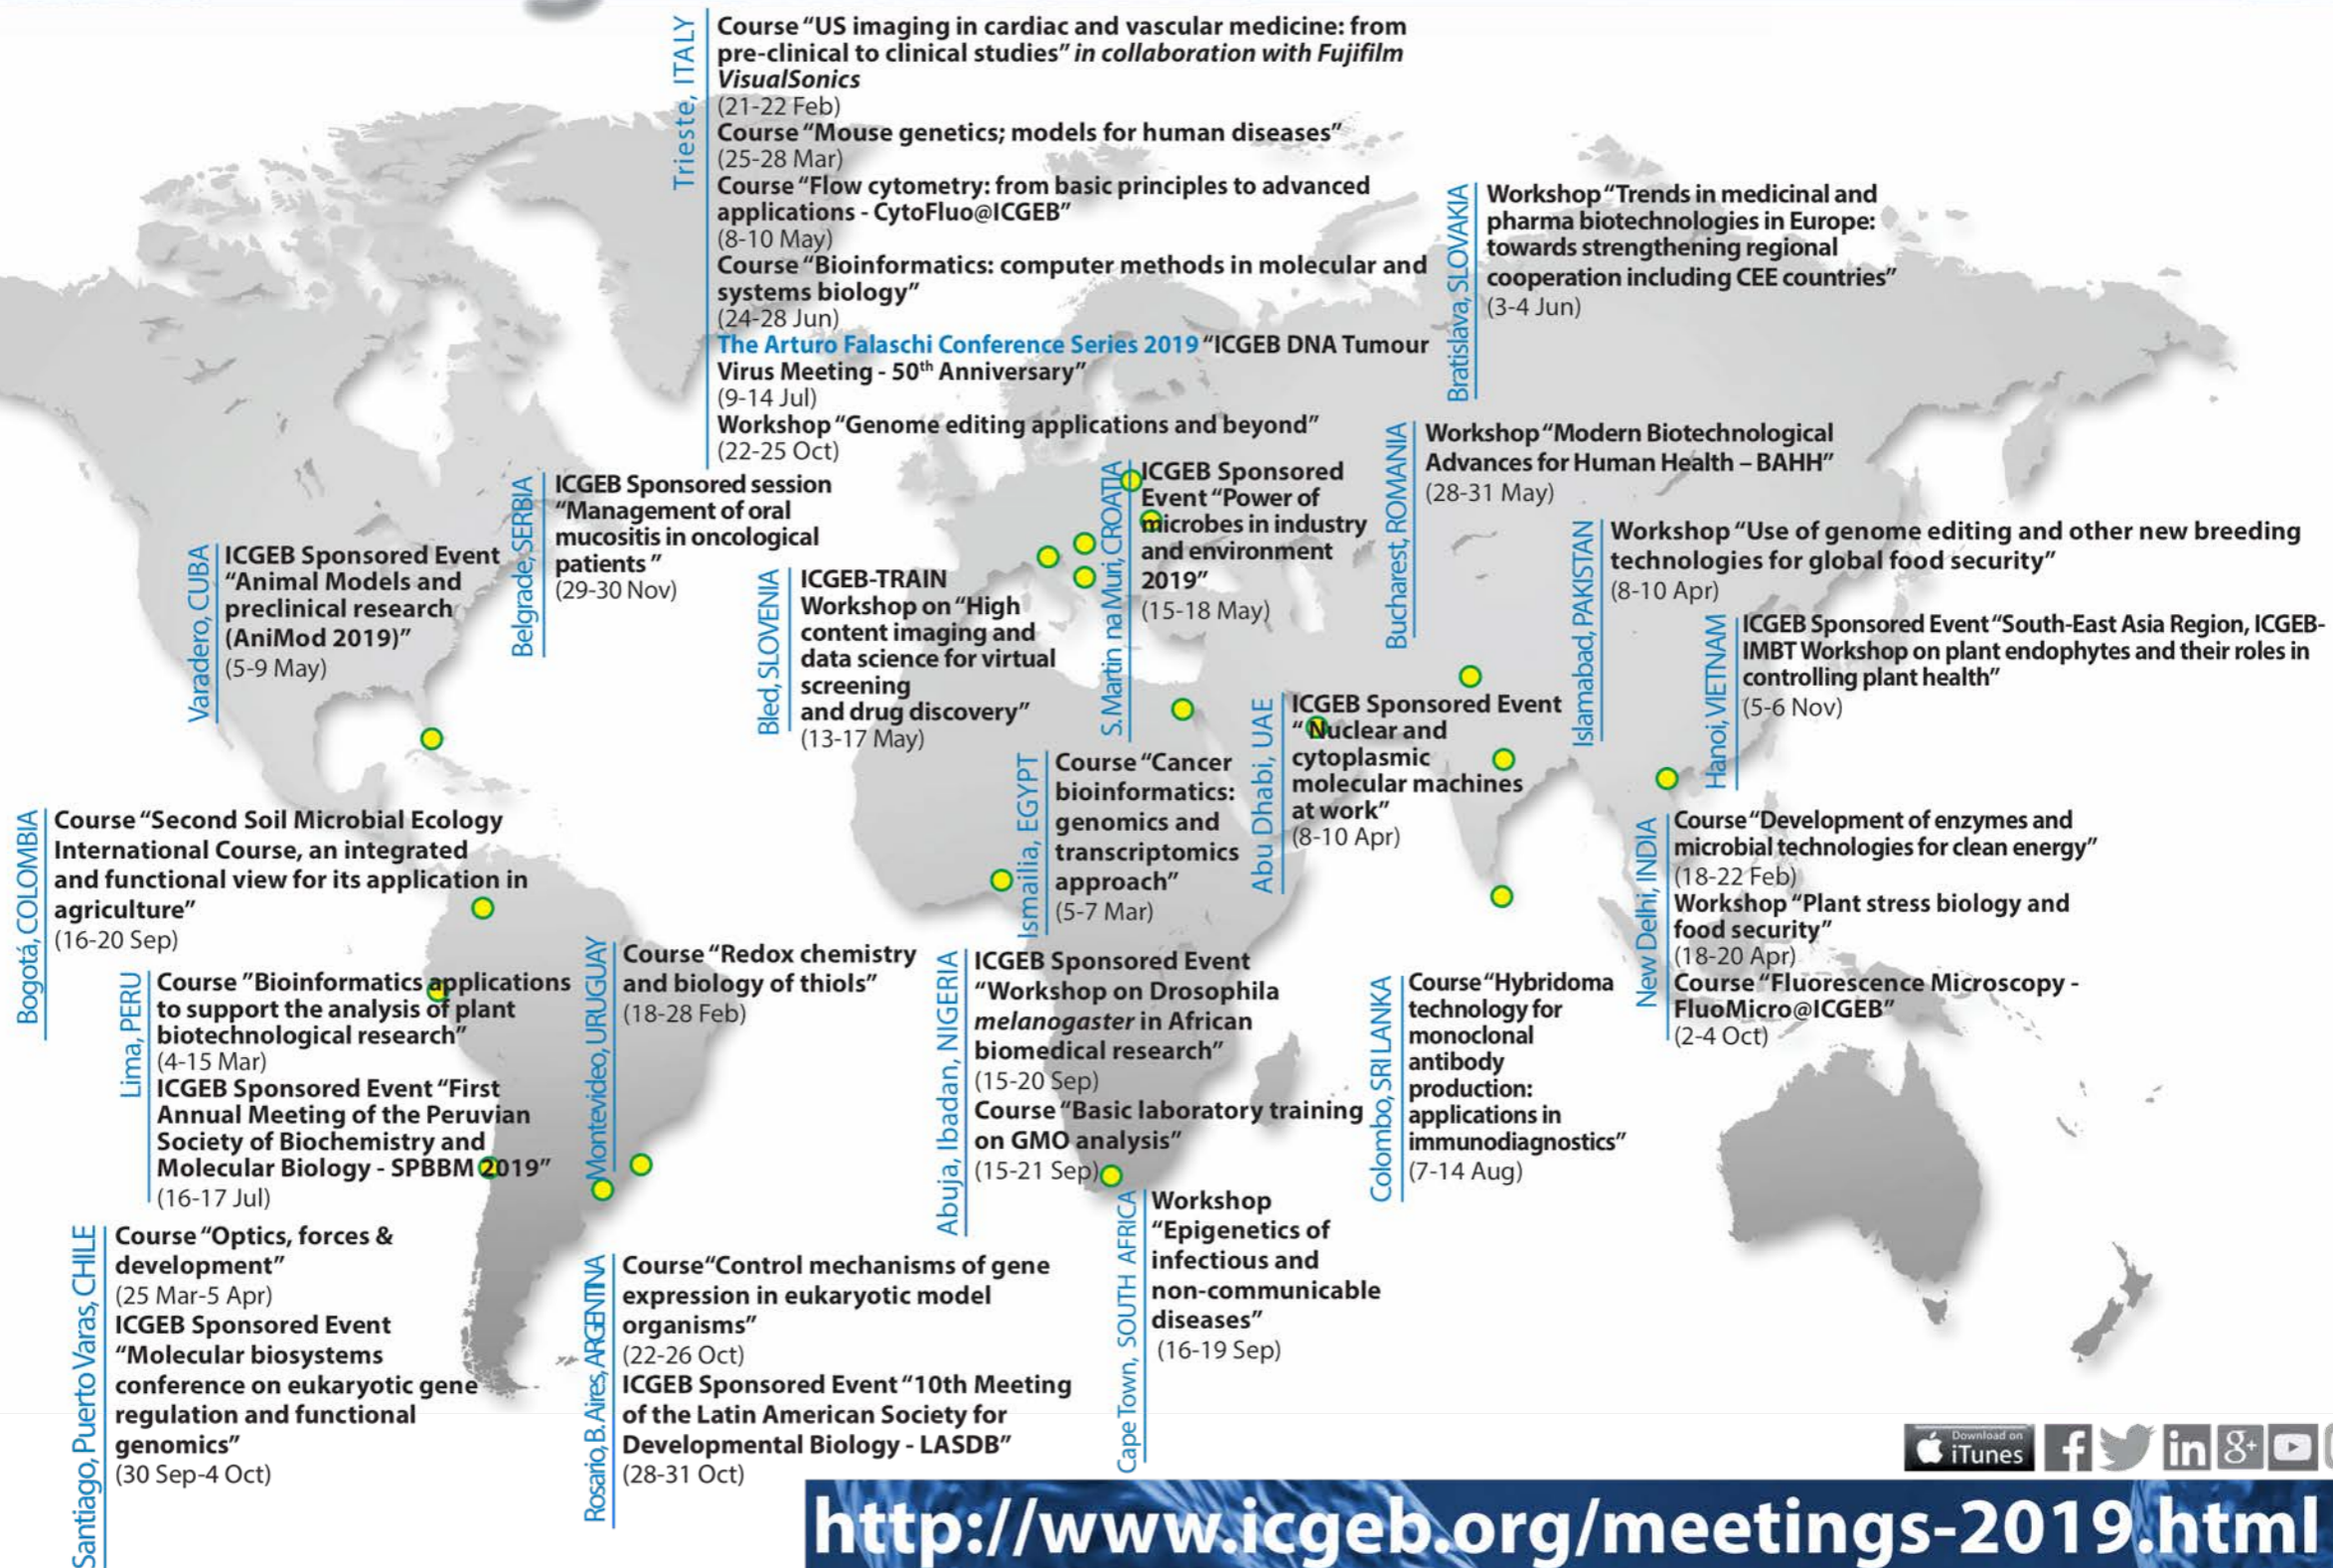 Trieste, ITALY
Course “US imaging in cardiac and vascular medicine: from
pre-clinical to clinical studies” in collaboration with Fujifilm
VisualSonics
(21-22 Feb)
Course “Mouse genetics; models for human diseases”
(25-28 Mar)
Course “Flow cytometry: from basic principles to advanced
applications - CytoFluo@ICGEB”
(8-10 May)
Course “Bioinformatics: computer methods in molecular and
systems biology”
(24-28 Jun)
The Arturo Falaschi Conference Series 2019 “ICGEB DNA Tumour
Virus Meeting - 50th Anniversary”
(9-14 Jul)
Workshop “Genome editing applications and beyond”
(22-25 Oct)
Bratislava, SLOVAKIA
Workshop “Trends in medicinal and
pharma biotechnologies in Europe:
towards strengthening regional
cooperation including CEE countries”
(3-4 Jun)
Bucharest, ROMANIA
Workshop “Modern Biotechnological
Advances for Human Health – BAHH”
(28-31 May)
S. Martin na Muri, CROATIA
ICGEB Sponsored
Event “Power of
microbes in industry
and environment
2019”
(15-18 May)
Belgrade, SERBIA
ICGEB Sponsored session
“Management of oral
mucositis in oncological
patients ”
(29-30 Nov)
Varadero, CUBA
ICGEB Sponsored Event
“Animal Models and
preclinical research
(AniMod 2019)”
(5-9 May)
Bled, SLOVENIA
ICGEB-TRAIN
Workshop on “High
content imaging and
data science for virtual
screening
and drug discovery”
(13-17 May)
Islamabad, PAKISTAN
Workshop “Use of genome editing and other new breeding
technologies for global food security”
(8-10 Apr)
Hanoi, VIETNAM
ICGEB Sponsored Event “South-East Asia Region, ICGEB-
IMBT Workshop on plant endophytes and their roles in
controlling plant health”
(5-6 Nov)
Abu Dhabi, UAE
ICGEB Sponsored Event
“ Nuclear and
cytoplasmic
molecular machines
at work”
(8-10 Apr)
Ismailia, EGYPT
Course “Cancer
bioinformatics:
genomics and
transcriptomics
approach”
(5-7 Mar)
Bogotá, COLOMBIA
Course “Second Soil Microbial Ecology
International Course, an integrated
and functional view for its application in
agriculture”
(16-20 Sep)
New Delhi, INDIA
Course “Development of enzymes and
microbial technologies for clean energy”
(18-22 Feb)
Workshop “Plant stress biology and
food security”
(18-20 Apr)
Course “Fluorescence Microscopy -
FluoMicro@ICGEB”
(2-4 Oct)
Lima, PERU
Course ”Bioinformatics applications
to support the analysis of plant
biotechnological research”
(4-15 Mar)
ICGEB Sponsored Event “First
Annual Meeting of the Peruvian
Society of Biochemistry and
Molecular Biology - SPBBM 2019”
(16-17 Jul)
Montevideo, URUGUAY
Course “Redox chemistry
and biology of thiols”
(18-28 Feb)
Abuja, Ibadan, NIGERIA
ICGEB Sponsored Event
“Workshop on Drosophila
melanogaster in African
biomedical research”
(15-20 Sep)
Course “Basic laboratory training
on GMO analysis”
(15-21 Sep)
Colombo, SRI LANKA
Course “Hybridoma
technology for
monoclonal
antibody
production:
applications in
immunodiagnostics”
(7-14 Aug)
Cape Town, SOUTH AFRICA
Workshop
“Epigenetics of
infectious and
non-communicable
diseases”
(16-19 Sep)
Santiago, Puerto Varas, CHILE
Course “Optics, forces &
development”
(25 Mar-5 Apr)
ICGEB Sponsored Event
“Molecular biosystems
conference on eukaryotic gene
regulation and functional
genomics”
(30 Sep-4 Oct)
Rosario, B. Aires, ARGENTINA
Course“Control mechanisms of gene
expression in eukaryotic model
organisms”
(22-26 Oct)
ICGEB Sponsored Event “10th Meeting
of the Latin American Society for
Developmental Biology - LASDB”
(28-31 Oct)
Download on
iTunes
f
in
g+
http://www.icgeb.org/meetings-2019.html